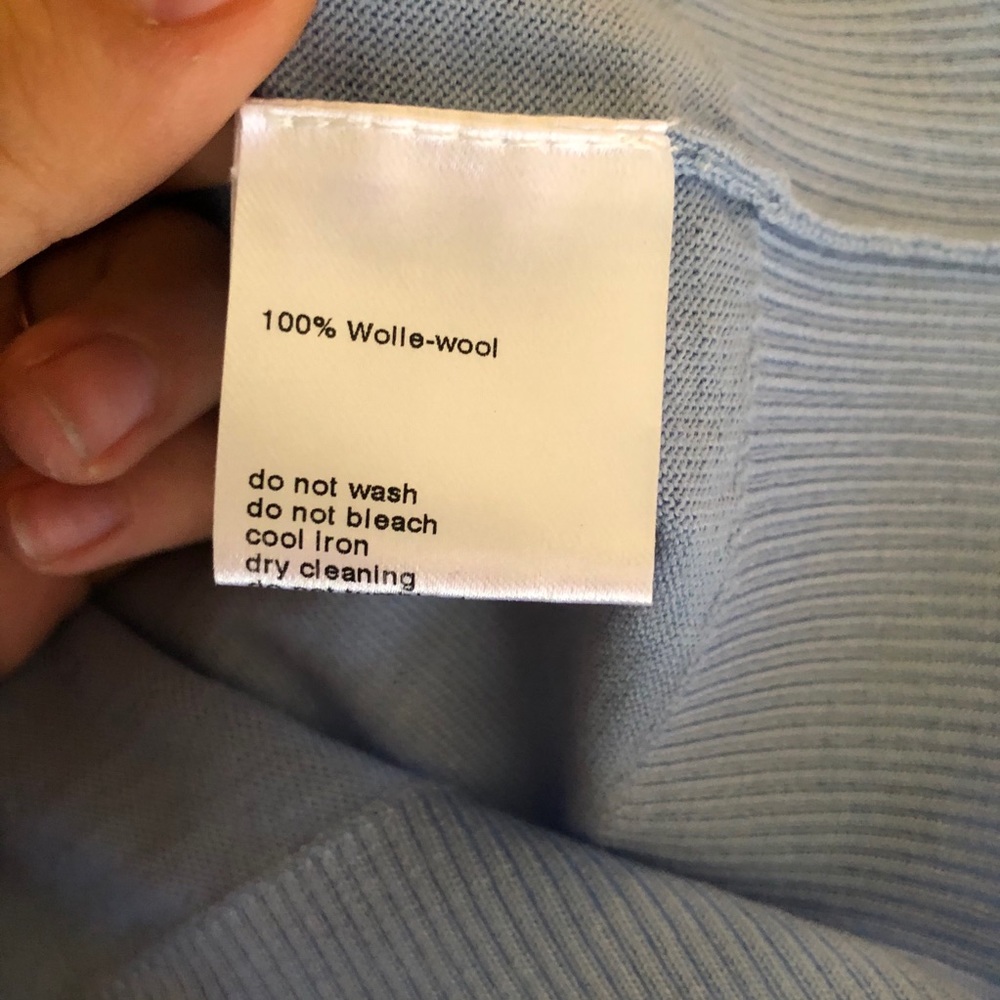 100% Wolle-wool
do not wash
do not bleach
cool iron
dry cleaning